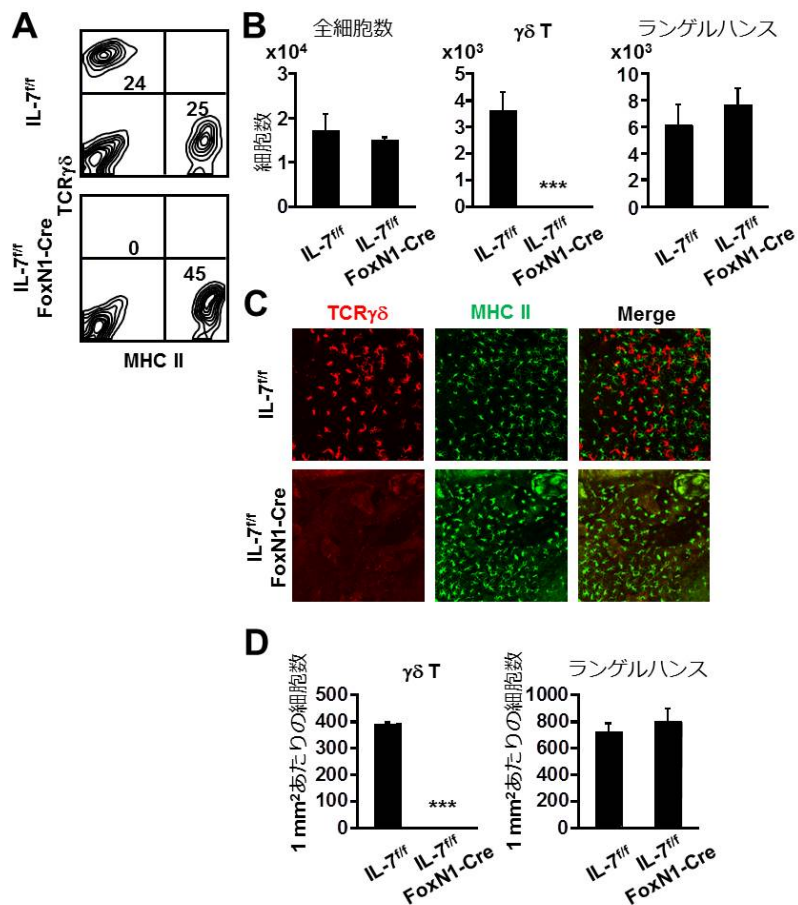 A
IL-7f/f
24
25
TCRγδ
IL-7f/f
FoxN1-Cre
0
45
MHC II
B
全細胞数
γδ T
ランゲルハンス
x10⁴
x10³
x10³
細胞数
3
2
1
0
5
4
3
2
1
0
10
8
6
4
2
0
***
IL-7f/f
IL-7f/f
FoxN1-Cre
IL-7f/f
IL-7f/f
FoxN1-Cre
IL-7f/f
IL-7f/f
FoxN1-Cre
C
TCRγδ
MHC II
Merge
IL-7f/f
IL-7f/f
FoxN1-Cre
D
γδ T
ランゲルハンス
1 mm²あたりの細胞数
500
400
300
200
100
0
***
IL-7f/f
IL-7f/f
FoxN1-Cre
1 mm²あたりの細胞数
1000
800
600
400
200
0
IL-7f/f
IL-7f/f
FoxN1-Cre